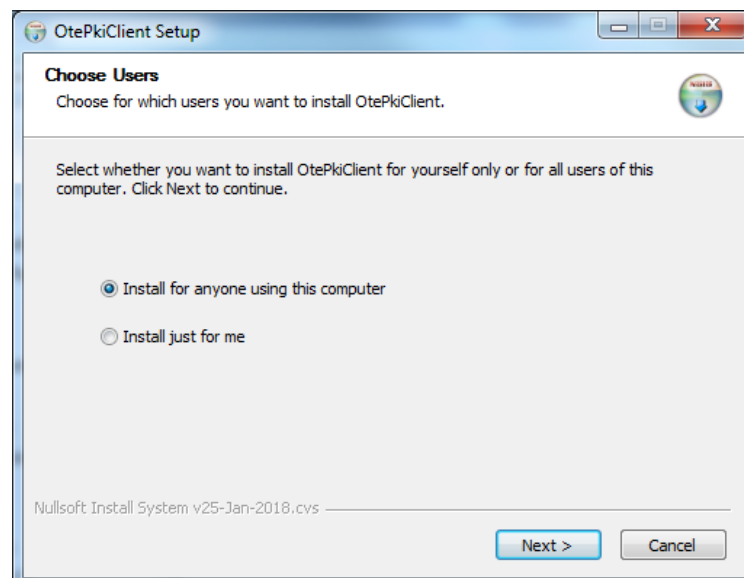 OtePkiClient Setup
Choose Users
Choose for which users you want to install OtePkiClient.
Select whether you want to install OtePkiClient for yourself only or for all users of this
computer. Click Next to continue.
Install for anyone using this computer
Install just for me
Nullsoft Install System v25-Jan-2018.cvs
Next >
Cancel